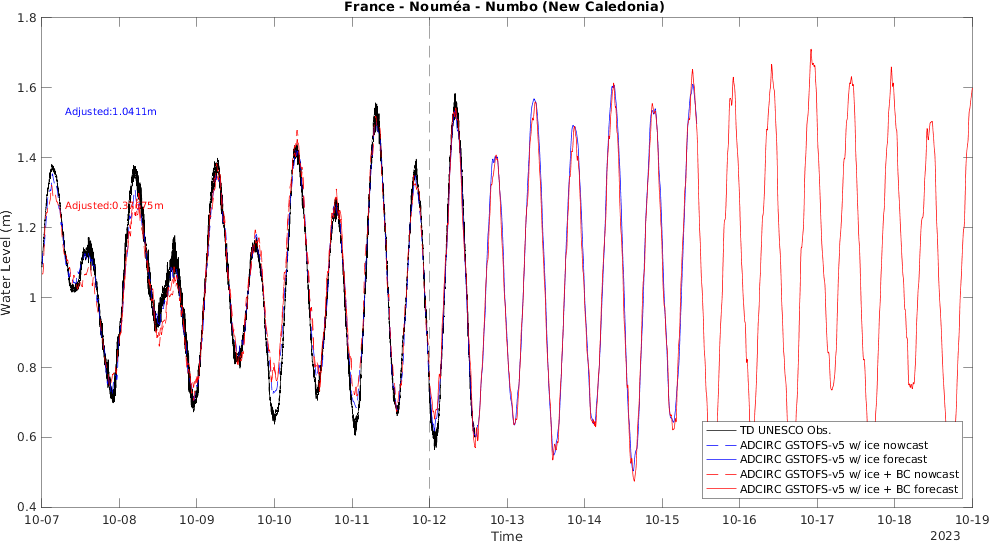 France - Nouméa - Numbo (New Caledonia)
1.8
1.6
1.4
1.2
1
0.8
0.6
0.4
Water Level (m)
Adjusted:1.0411m
TD UNESCO Obs.
ADCIRC GSTOFS-v5 w/ ice nowcast
ADCIRC GSTOFS-v5 w/ ice forecast
ADCIRC GSTOFS-v5 w/ ice + BC nowcast
ADCIRC GSTOFS-v5 w/ ice + BC forecast
10-07 10-08 10-09 10-10 10-11 10-12 10-13 10-14 10-15 10-16 10-17 10-18 10-19
Time
2023